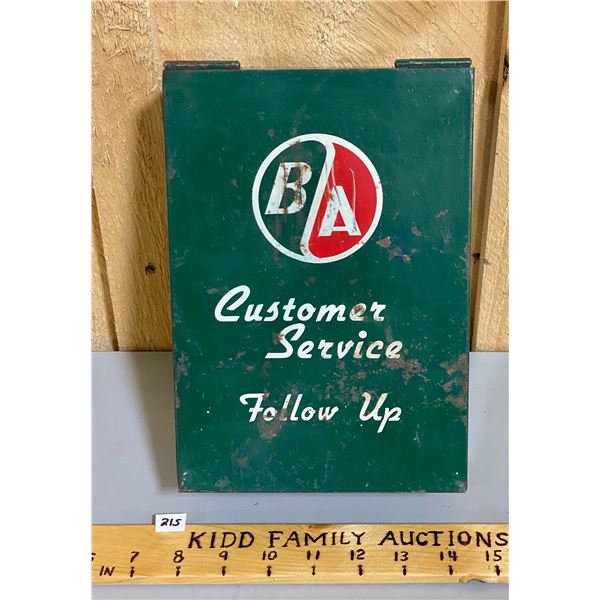 B/A
Customer
Service
Follow Up
215
KIDD FAMILY AUCTIONS
6 7 8 9 10 11 12 13 14 15
IN